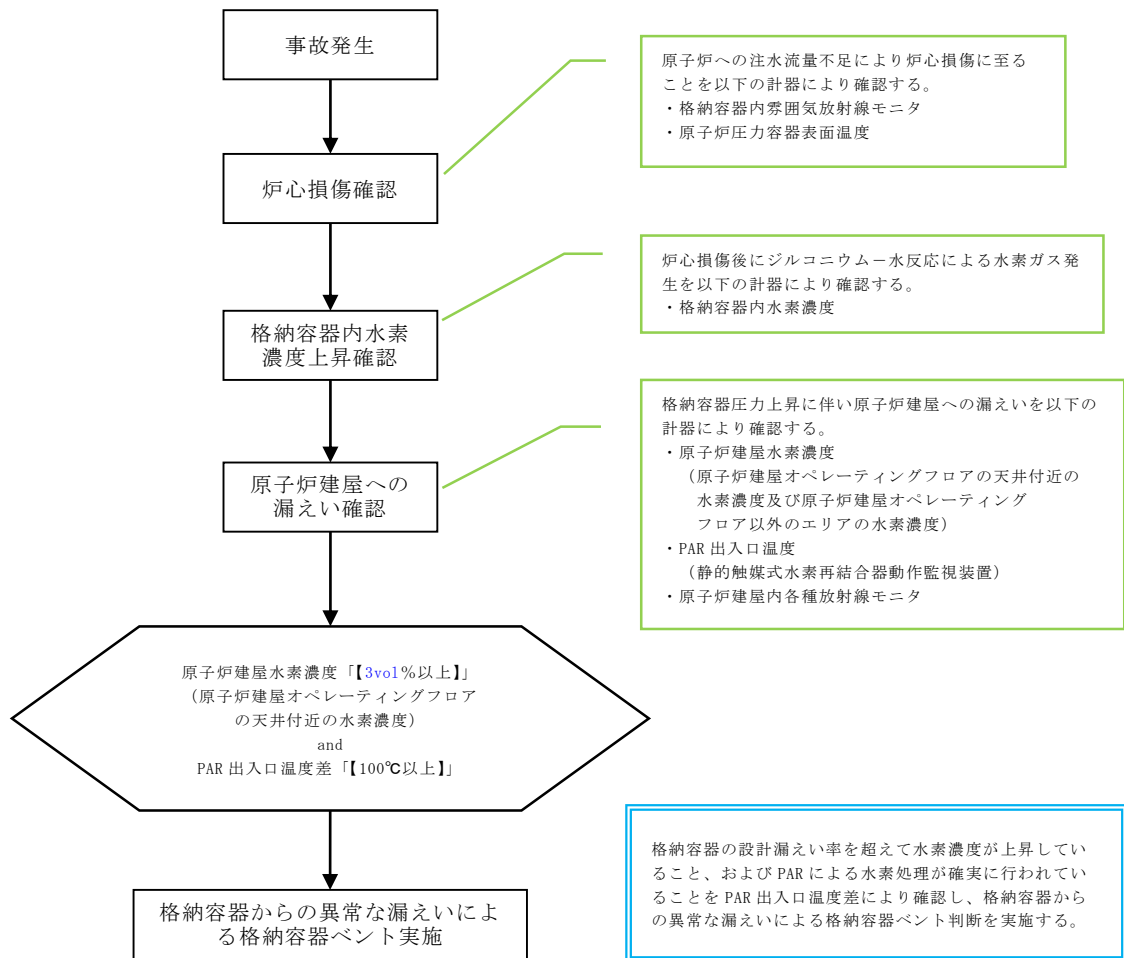 事故発生
原子炉への注水流量不足により炉心損傷に至る
ことを以下の計器により確認する。
・格納容器内雰囲気放射線モニタ
・原子炉圧力容器表面温度
炉心損傷確認
炉心損傷後にジルコニウム－水反応による水素ガス発
生を以下の計器により確認する。
・格納容器内水素濃度
格納容器内水素
濃度上昇確認
格納容器圧力上昇に伴い原子炉建屋への漏えいを以下の
計器により確認する。
・原子炉建屋水素濃度
（原子炉建屋オペレーティングフロアの天井付近の
水素濃度及び原子炉建屋オペレーティング
フロア以外のエリアの水素濃度）
・PAR 出入口温度
（静的触媒式水素再結合器動作監視装置）
・原子炉建屋内各種放射線モニタ
原子炉建屋への
漏えい確認
原子炉建屋水素濃度「【3vol%以上】」
（原子炉建屋オペレーティングフロア
の天井付近の水素濃度）
and
PAR 出入口温度差「【100℃以上】」
格納容器の設計漏えい率を超えて水素濃度が上昇してい
ること、および PAR による水素処理が確実に行われてい
ることを PAR 出入口温度差により確認し、格納容器から
の異常な漏えいによる格納容器ベント判断を実施する。
格納容器からの異常な漏えいによ
る格納容器ベント実施